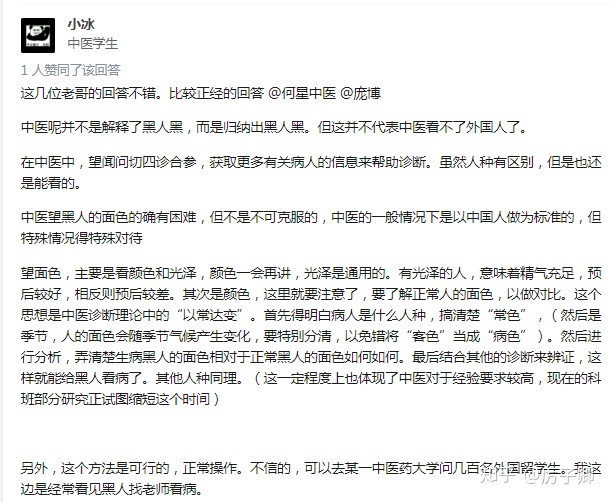 小冰
中医学生
1 人赞同了该回答
这几位老哥的回答不错。比较正经的回答 @何星中医 @庞博
中医呢并不是解释了黑人黑，而是归纳出黑人黑。但这并不代表中医看不了外国人了。
在中医中，望闻问切四诊合参，获取更多有关病人的信息来帮助诊断。虽然人种有区别，但是也还
是能看的。
中医望黑人的面色的确有困难，但不是不可克服的，中医的一般情况下是以中国人做为标准的，但
特殊情况得特殊对待
望面色，主要是看颜色和光泽，颜色一会再讲，光泽是通用的。有光泽的人，意味着精气充足，预
后较好，相反则预后较差。其次是颜色，这里就要注意了，要了解正常人的面色，以做对比。这个
思想是中医诊断理论中的“以常达变”。首先得明白病人是什么人种，搞清楚“常色”，（然后是
季节，人的面色会随季节气候产生变化，要特别分清，以免错将“客色”当成“病色”）。然后进
行分析，弄清楚生病黑人的面色相对于正常黑人的面色如何如何。最后结合其他的诊断来辨证，这
样就能给黑人看病了。其他人种同理。（这一定程度上也体现了中医对于经验要求较高，现在的科
班部分研究正试图缩短这个时间）
另外，这个方法是可行的，正常操作。不信的，可以去某一中医药大学问几百名外国留学生。我这
边是经常看见黑人找老师看病。
知乎 @房子卿